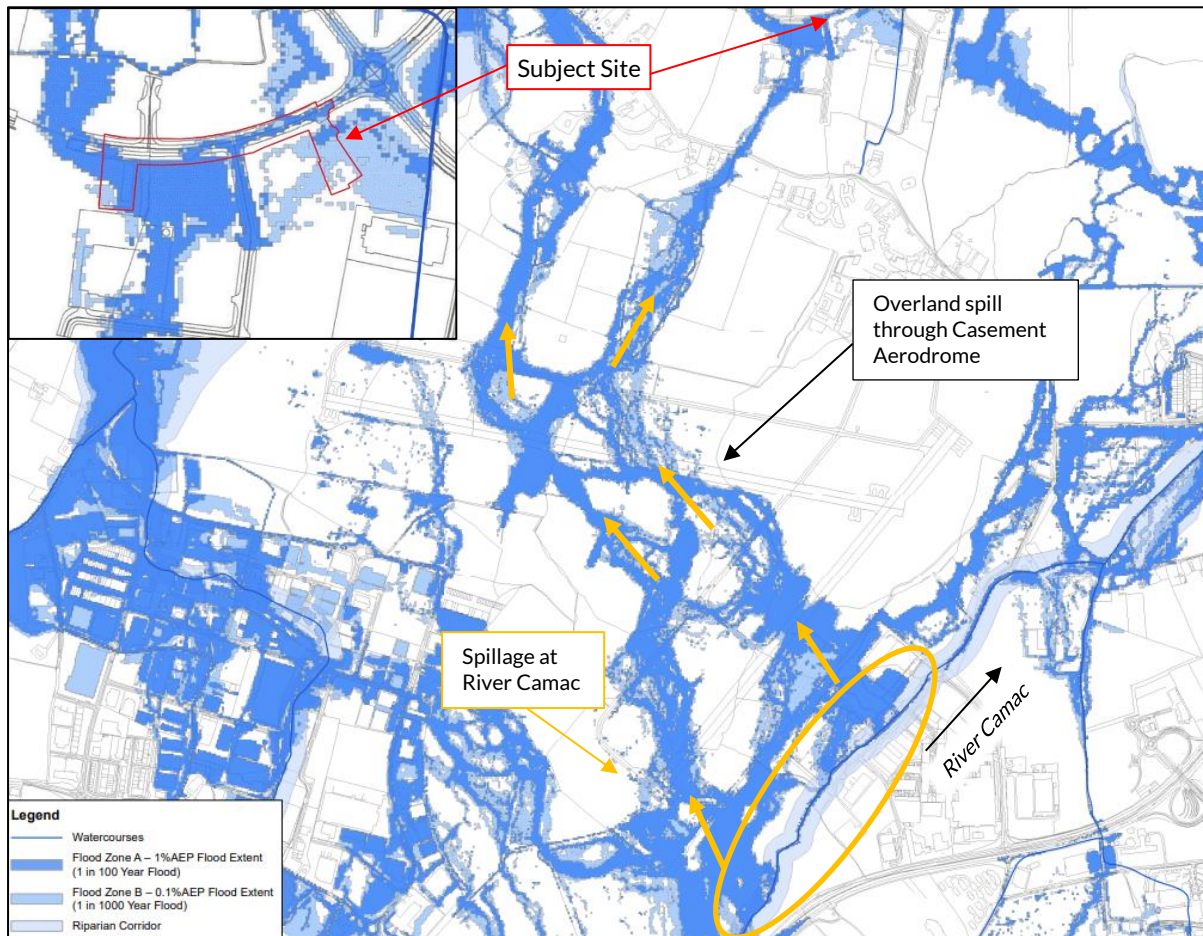 Subject Site
Overland spill
through Casement
Aerodrome
Spillage at
River Camac
River Camac
Legend
Watercourses
Flood Zone A – 1%AEP Flood Extent
(1 in 100 Year Flood)
Flood Zone B – 0.1%AEP Flood Extent
(1 in 1000 Year Flood)
Riparian Corridor